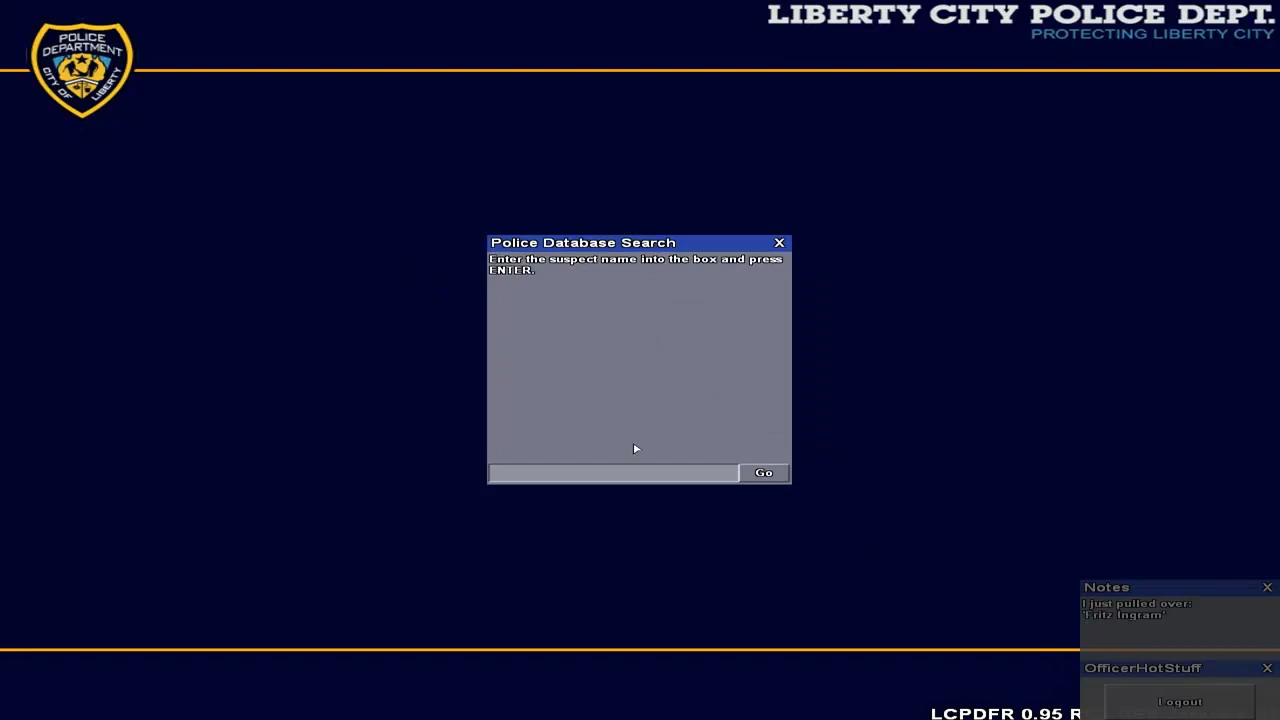 LIBERTY CITY POLICE DEPT.
PROTECTING LIBERTY CITY
POLICE
DEPARTMENT
CITY OF LIBERTY
Police Database Search X
Enter the suspect name into the box and press
ENTER.
Go
Notes X
I just pulled over:
'Fritz Ingram'
OfficerHotStuff X
Logout
LCPDFR 0.95 R